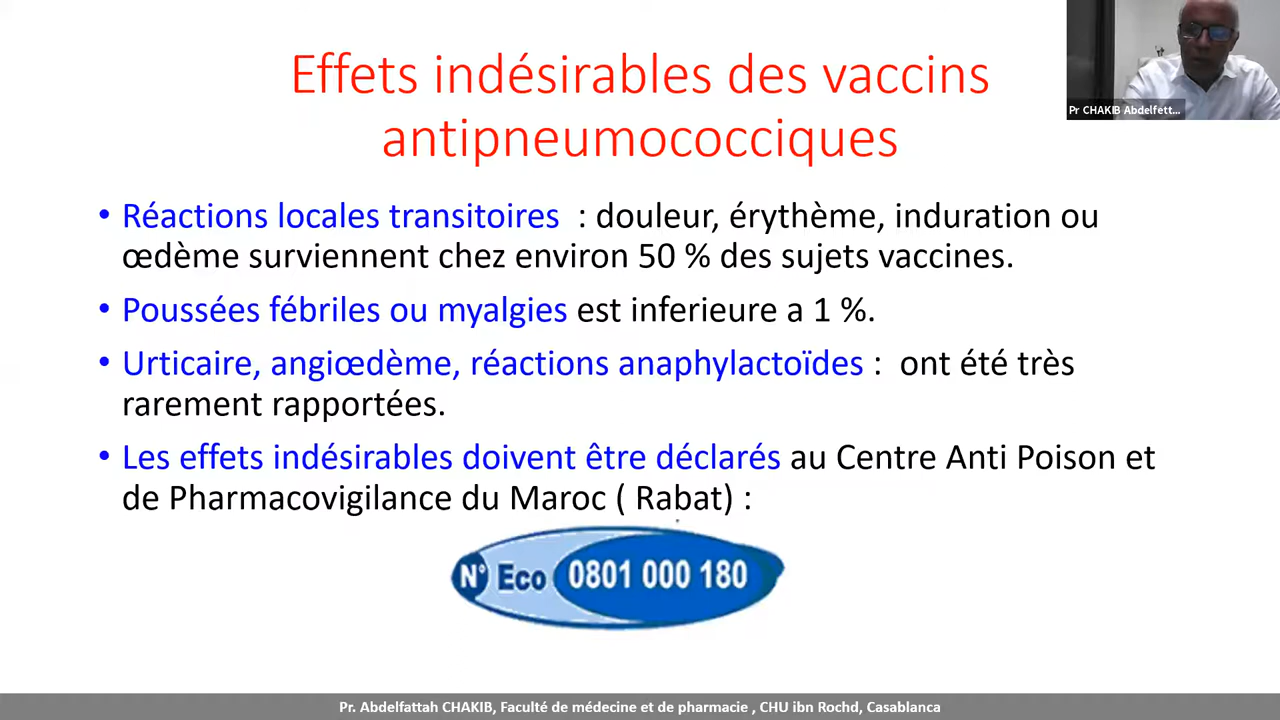 Effets indésirables des vaccins
antipneumococciques
Pr CHAKIB Abdelfett...
• Réactions locales transitoires : douleur, érythème, induration ou
œdème surviennent chez environ 50 % des sujets vaccines.
• Poussées fébriles ou myalgies est inferieure a 1 %.
• Urticaire, angiœdème, réactions anaphylactoïdes : ont été très
rarement rapportées.
• Les effets indésirables doivent être déclarés au Centre Anti Poison et
de Pharmacovigilance du Maroc ( Rabat) :
N° Eco 0801 000 180
Pr. Abdelfattah CHAKIB, Faculté de médecine et de pharmacie , CHU ibn Rochd, Casablanca